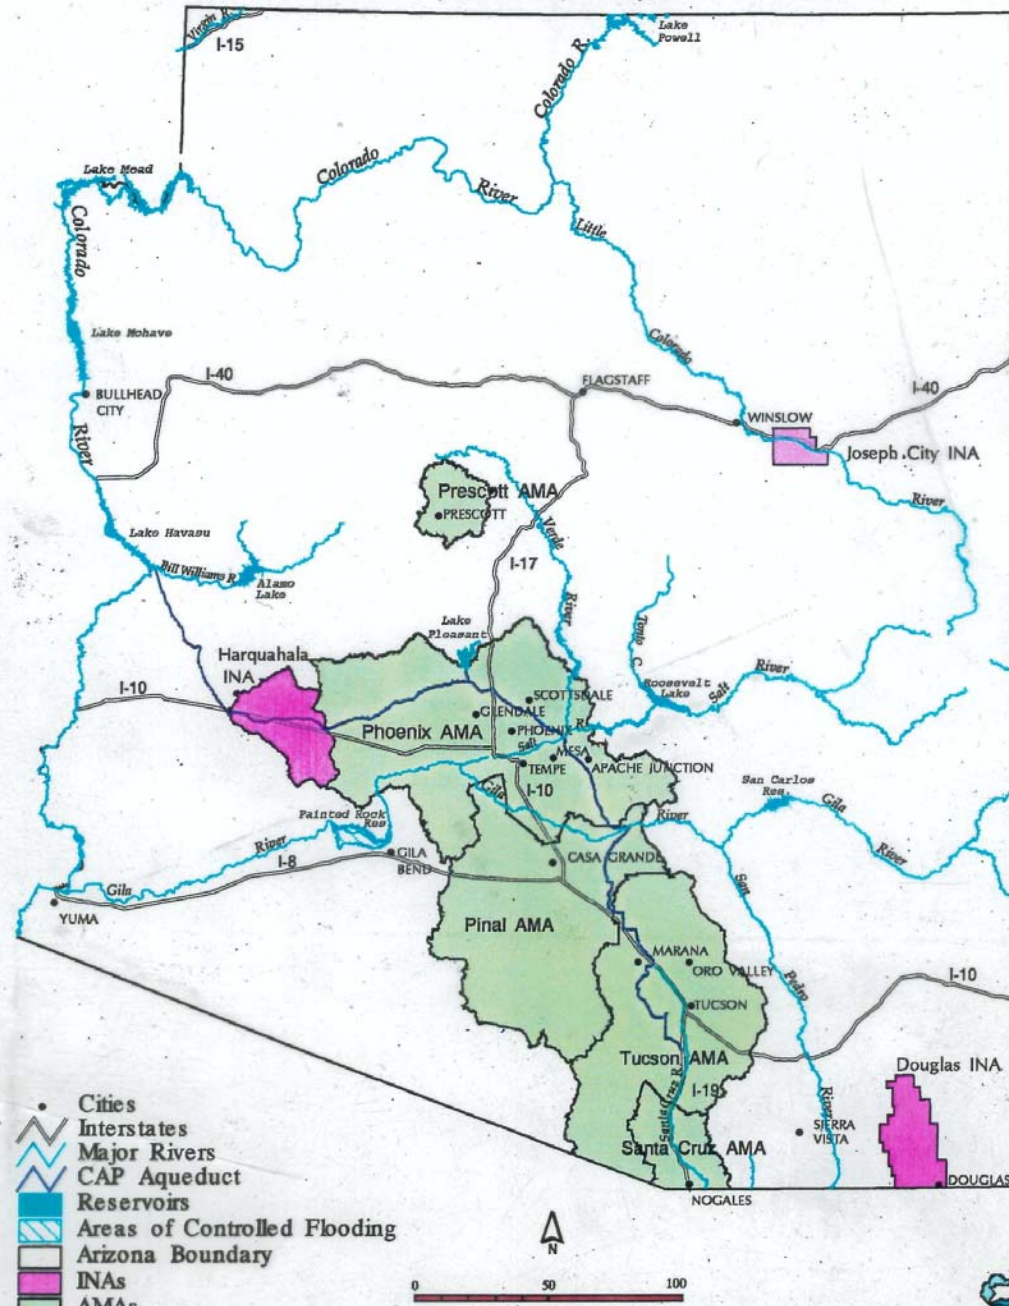 Virgin R.
I-15
Lake
Powell
Colorado R.
Lake Mead
Colorado
River
Colorado
Little
Lake Mohave
Colorado
I-40
FLAGSTAFF
I-40
BULLHEAD
CITY
WINSLOW
River
Joseph City INA
Prescott AMA
PRESCOTT
River
Verde
Lake Havasu
I-17
Bill Williams R.
Alamo
Lake
River
Tonto C.
Lake
Pleasant
Harquahala
INA
Roosevelt
Lake
Salt
River
I-10
SCOTTSDALE
GLENDALE
Phoenix AMA
PHOENIX
R.
Salt
MESA
TEMPE
APACHE JUNCTION
I-10
Gila
San Carlos
Res.
Gila
Painted Rock
Res
River
River
River
I-8
GILA
BEND
CASA GRANDE
Gila
San
YUMA
Pinal AMA
MARANA
ORO VALLEY
I-10
Pedro
TUCSON
Tucson AMA
Douglas INA
I-19
Santa Cruz R.
River
SIERRA
VISTA
Santa Cruz AMA
DOUGLAS
NOGALES
Cities
Interstates
Major Rivers
CAP Aqueduct
Reservoirs
Areas of Controlled Flooding
Arizona Boundary
INAs
AMAs
N
0 50 100